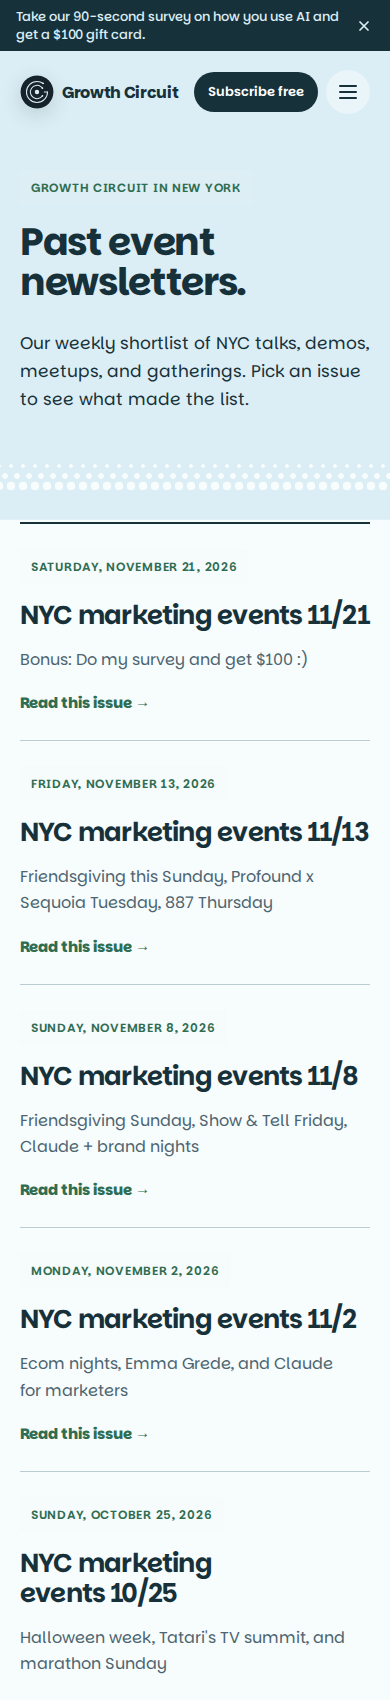 Take our 90-second survey on how you use AI and
get a $100 gift card.
×
Growth Circuit
Subscribe free
GROWTH CIRCUIT IN NEW YORK
Past event
newsletters.
Our weekly shortlist of NYC talks, demos,
meetups, and gatherings. Pick an issue
to see what made the list.
SATURDAY, NOVEMBER 21, 2026
NYC marketing events 11/21
Bonus: Do my survey and get $100 :)
Read this issue →
FRIDAY, NOVEMBER 13, 2026
NYC marketing events 11/13
Friendsgiving this Sunday, Profound x
Sequoia Tuesday, 887 Thursday
Read this issue →
SUNDAY, NOVEMBER 8, 2026
NYC marketing events 11/8
Friendsgiving Sunday, Show & Tell Friday,
Claude + brand nights
Read this issue →
MONDAY, NOVEMBER 2, 2026
NYC marketing events 11/2
Ecom nights, Emma Grede, and Claude
for marketers
Read this issue →
SUNDAY, OCTOBER 25, 2026
NYC marketing
events 10/25
Halloween week, Tatari's TV summit, and
marathon Sunday